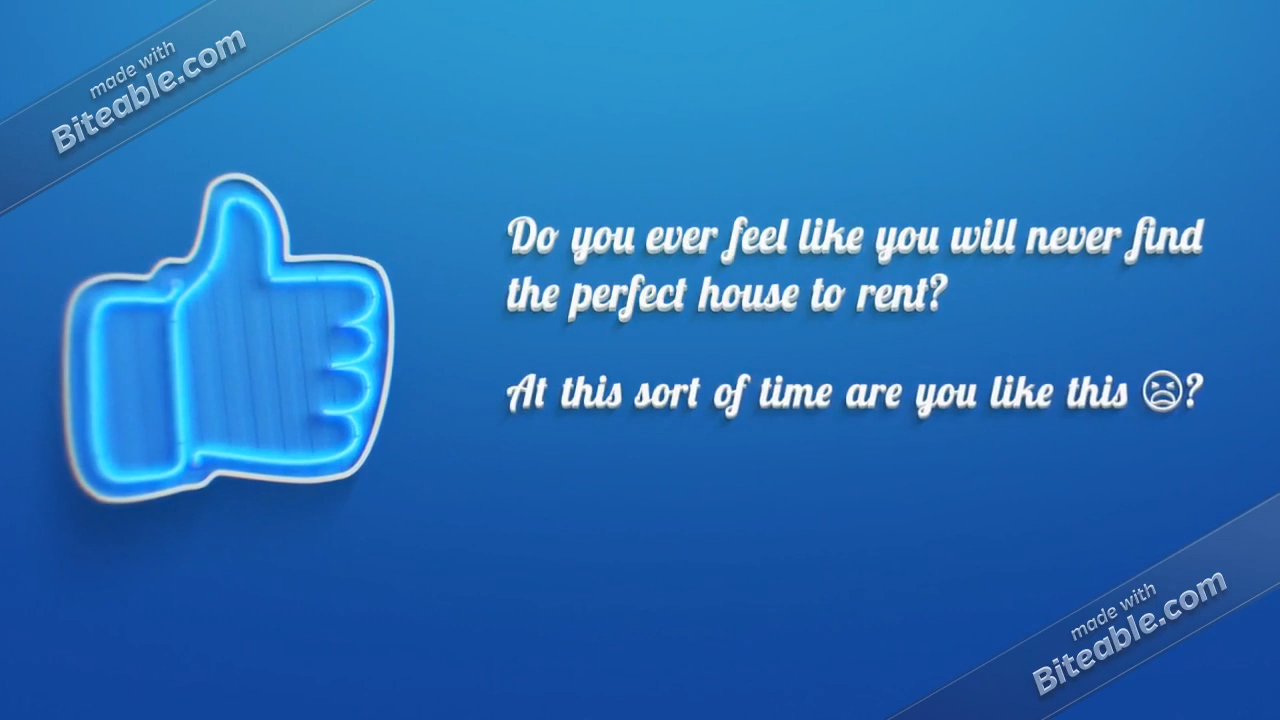 made with
Biteable.com
Do you ever feel like you will never find
the perfect house to rent?
At this sort of time are you like this 😣?
made with
Biteable.com